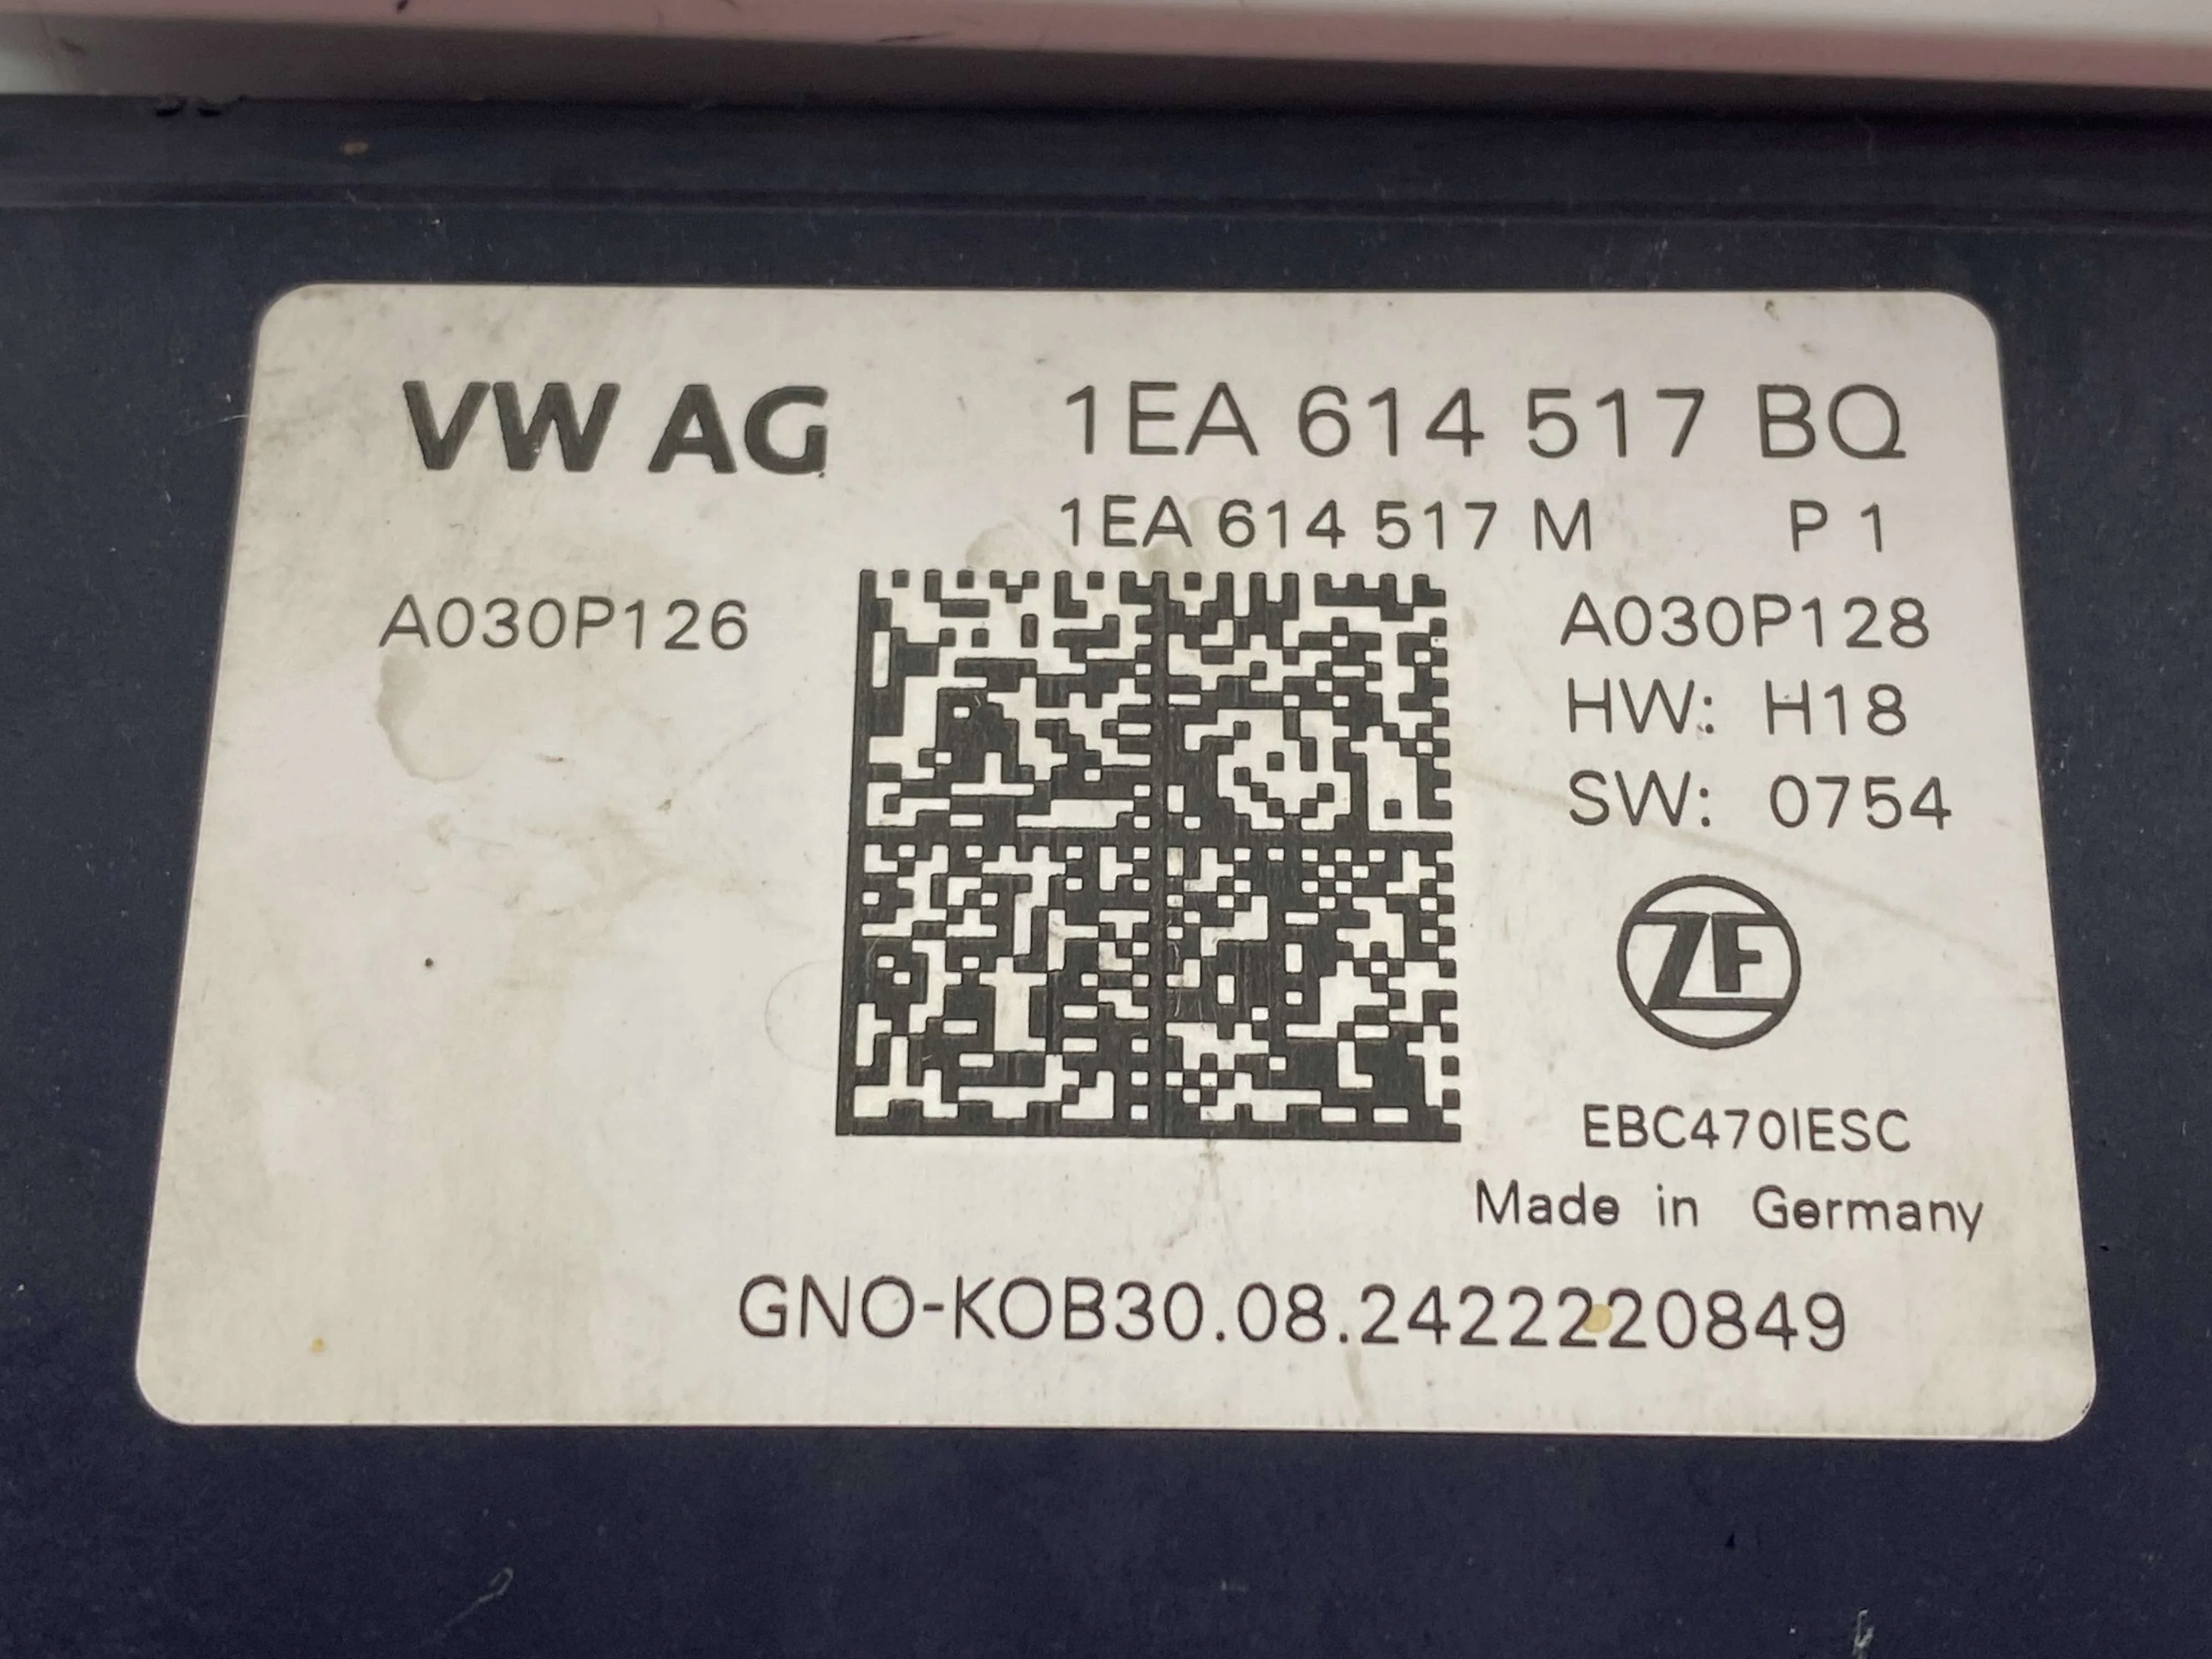 VW AG 1EA 614 517 BQ
1EA 614 517 M P 1
A030P126 A030P128
HW: H18
SW: 0754
ZF
EBC470IESC
Made in Germany
GNO-KOB30.08.2422220849